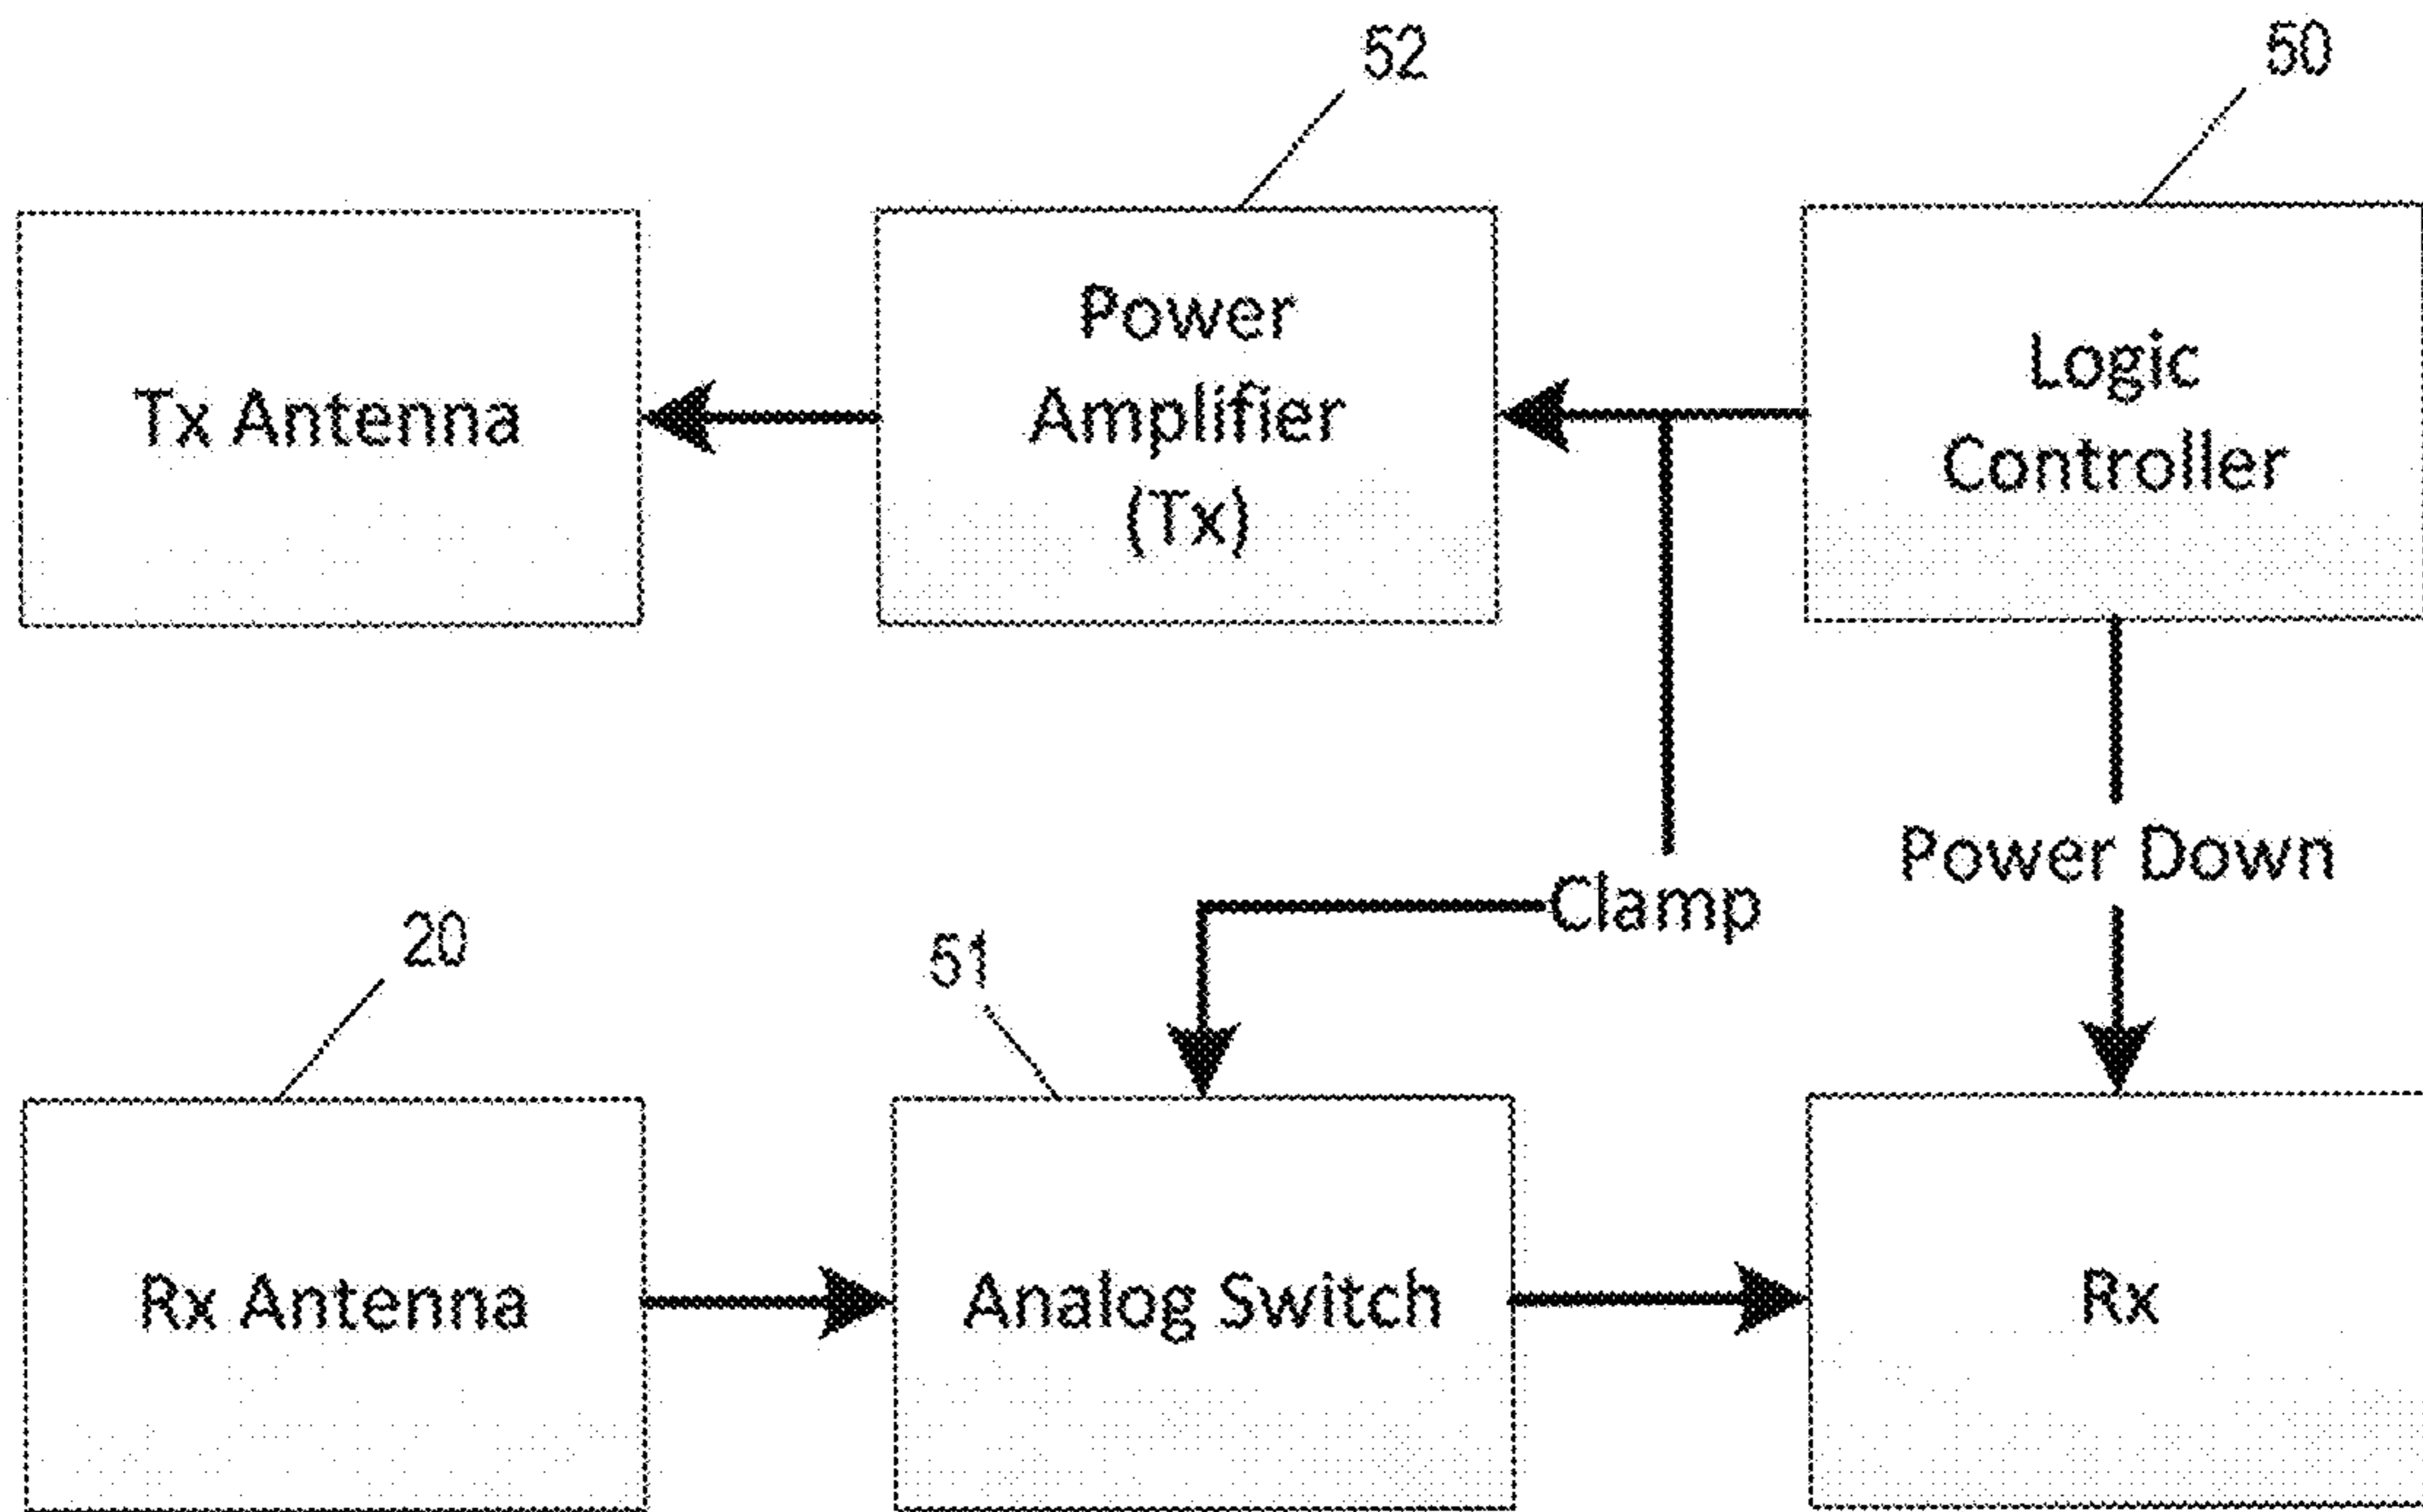 52
50
Tx Antenna
Power
Amplifier
(Tx)
Logic
Controller
Clamp
Power Down
20
51
Rx Antenna
Analog Switch
Rx